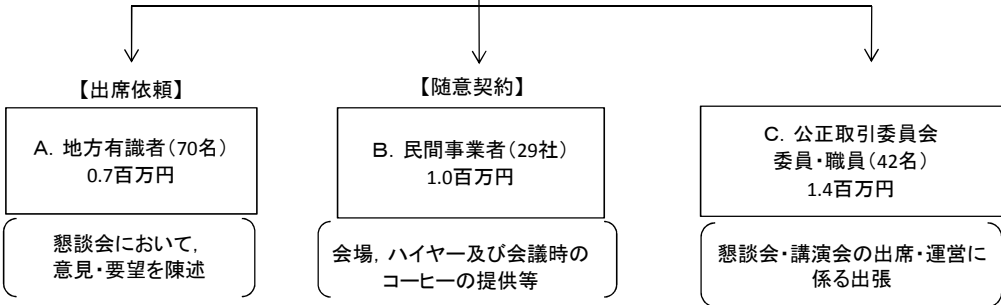 【出席依頼】
A. 地方有識者(70名)
0.7百万円
懇談会において,
意見・要望を陳述
【随意契約】
B. 民間事業者(29社)
1.0百万円
会場, ハイヤー及び会議時の
コーヒーの提供等
C. 公正取引委員会
委員・職員(42名)
1.4百万円
懇談会・講演会の出席・運営に
係る出張